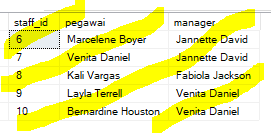 staff_id pegawai manager
6 Marcelene Boyer Jannette David
7 Venita Daniel Jannette David
8 Kali Vargas Fabiola Jackson
9 Layla Terrell Venita Daniel
10 Bernardine Houston Venita Daniel